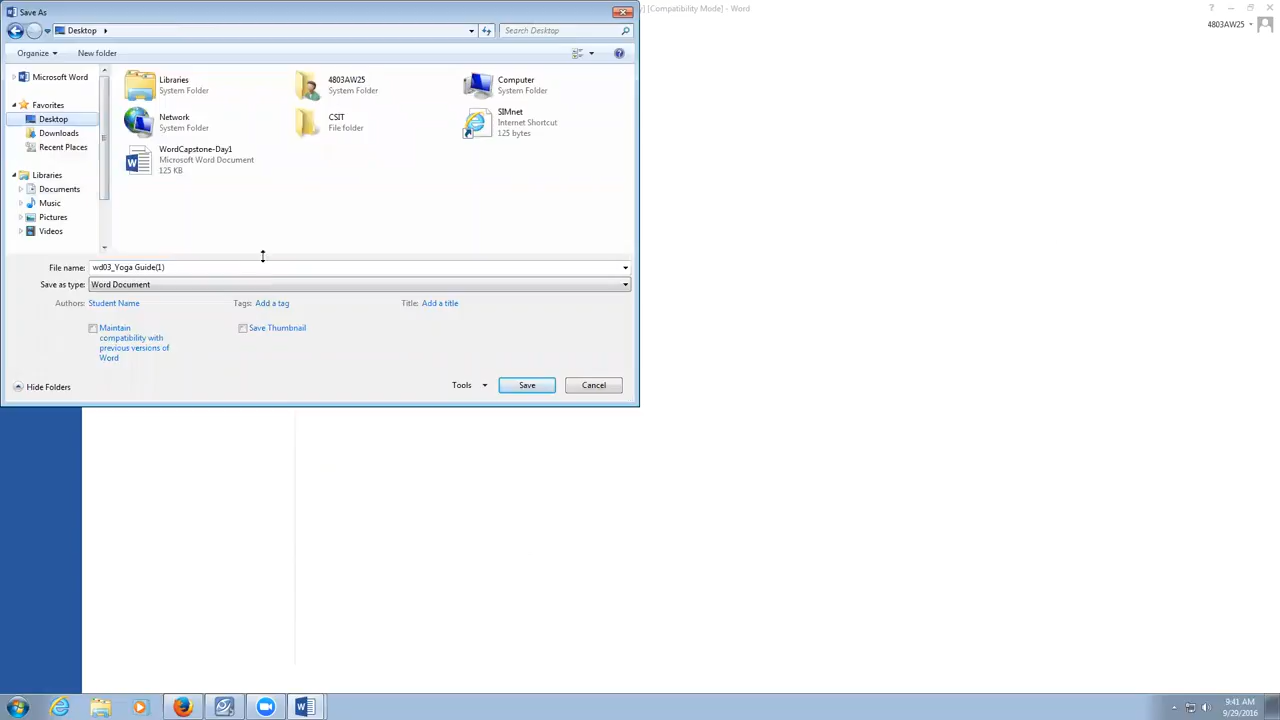 Save As
] [Compatibility Mode] - Word
?
4803AW25
Desktop
Search Desktop
Organize
New folder
?
Microsoft Word
Favorites
Desktop
Downloads
Recent Places
Libraries
Documents
Music
Pictures
Videos
Libraries
System Folder
4803AW25
System Folder
Computer
System Folder
Network
System Folder
CSIT
File folder
SIMnet
Internet Shortcut
125 bytes
WordCapstone-Day1
Microsoft Word Document
125 KB
File name: wd03_Yoga Guide(1)
Save as type: Word Document
Authors: Student Name
Tags: Add a tag
Title: Add a title
Maintain
compatibility with
previous versions of
Word
Save Thumbnail
Hide Folders
Tools
Save
Cancel
9:41 AM
9/29/2016